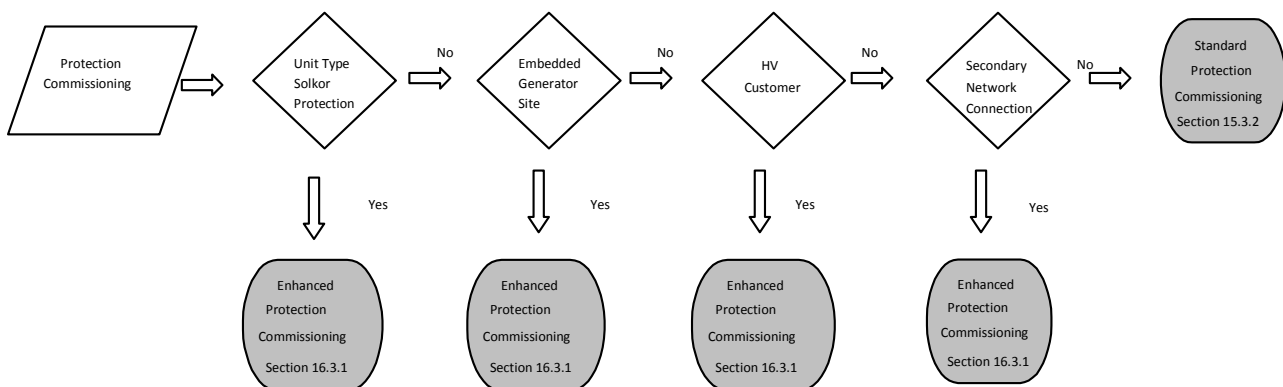 Protection
Commissioning
Unit Type
Solkor
Protection
No
Embedded
Generator
Site
No
HV
Customer
No
Secondary
Network
Connection
No
Standard
Protection
Commissioning
Section 15.3.2
Yes
Yes
Yes
Yes
Enhanced
Protection
Commissioning
Section 16.3.1
Enhanced
Protection
Commissioning
Section 16.3.1
Enhanced
Protection
Commissioning
Section 16.3.1
Enhanced
Protection
Commissioning
Section 16.3.1